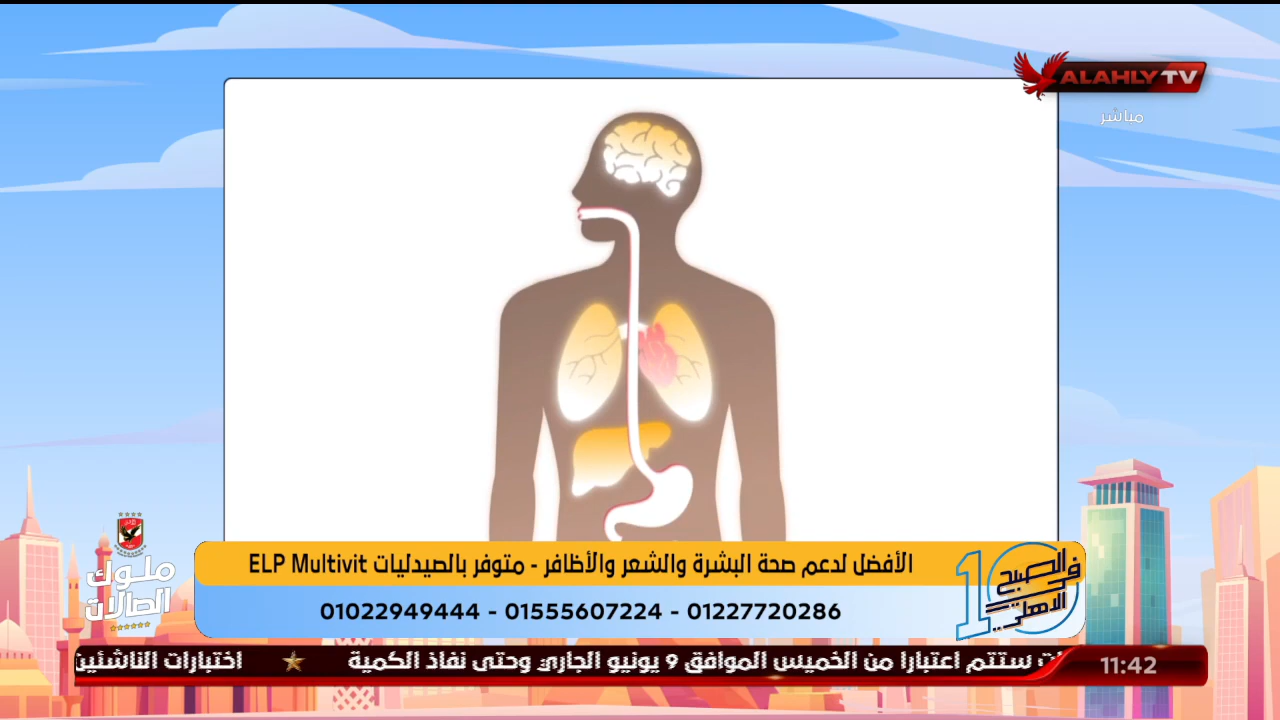 ALAHLY TV
مباشر
الأفضل لدعم صحة البشرة والشعر والأظافر - متوفر بالصيدليات ELP Multivit
01022949444 - 01555607224 - 01227720286
10 في الصبح الأهلي..
ملوك
الصالات
ستتم اعتبارا من الخميس الموافق 9 يونيو الجاري وحتى نفاذ الكمية ★ اختبارات الناشئين
11:42